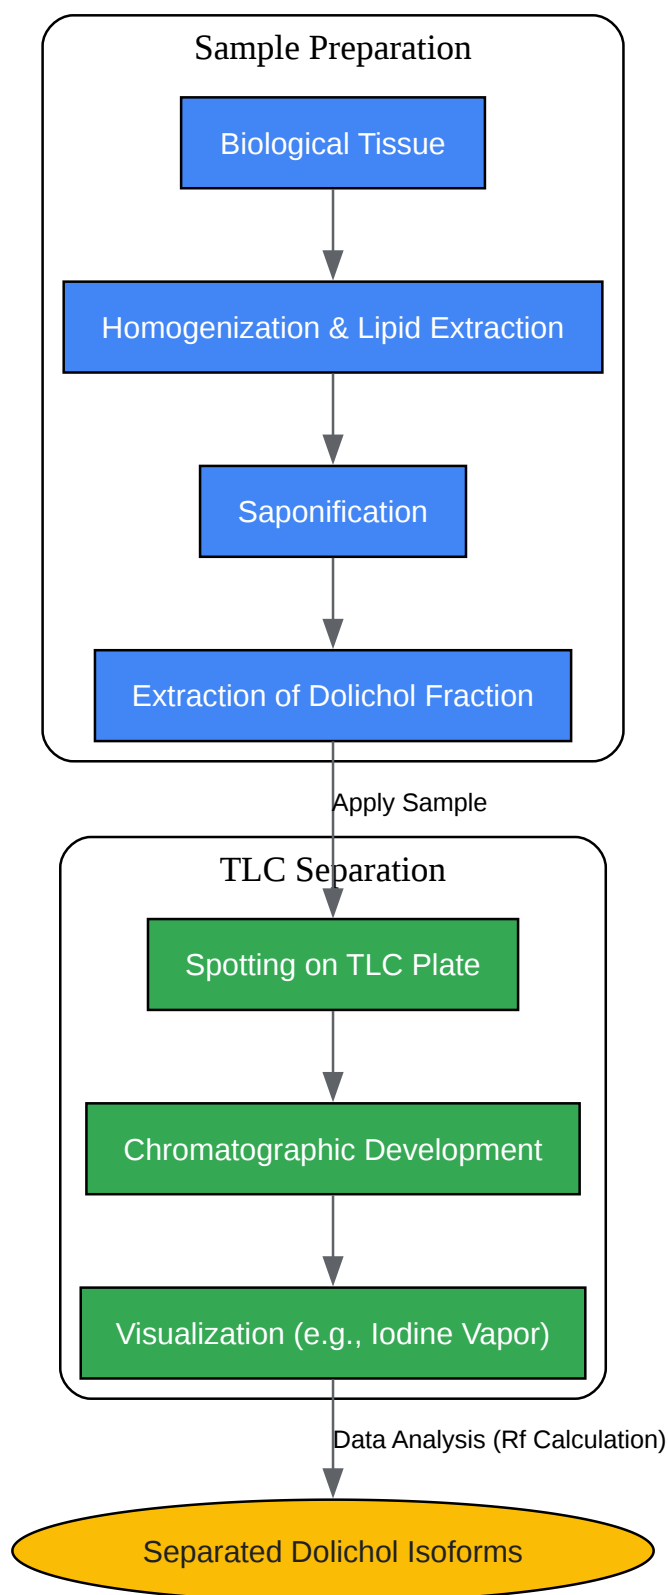 Sample Preparation
Biological Tissue
Homogenization & Lipid Extraction
Saponification
Extraction of Dolichol Fraction
Apply Sample
TLC Separation
Spotting on TLC Plate
Chromatographic Development
Visualization (e.g., Iodine Vapor)
Data Analysis (Rf Calculation)
Separated Dolichol Isoforms